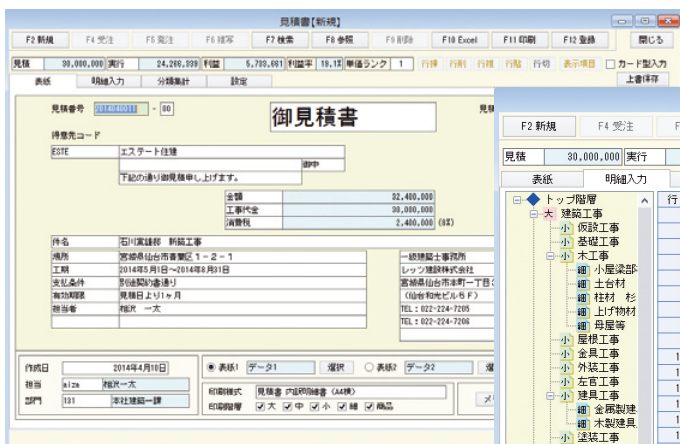 見積書【新規】
F2 新規 F4 受注 F5 発注 F6 複写 F7 検索 F8 参照 F9 削除 F10 Excel F11 印刷 F12 登録 閉じる
見積 30,000,000 実行 24,266,339 利益 5,733,661 利益率 19.1% 単価ランク 1 行挿 行削 行複 行貼 行切 表示項目 カード型入力
表紙 明細入力 分類集計 設定 上書保存
見積番号 2014040011 - 00
御見積書
得意先コード
ESTE エステート住建
御中
下記の通り御見積申し上げます。
金額 32,400,000
工事代金 30,000,000
消費税 2,400,000 (8%)
件名 石川寛雄邸 新築工事
場所 宮城県仙台市青葉区1-2-1
工期 2014年5月1日～2014年8月31日
支払条件 別途契約書通り
有効期限 見積日より1ヶ月
担当者 相沢 一太
一級建築士事務所
レッツ建設株式会社
宮城県仙台市本町一丁目
(仙台和光ビル5F)
TEL:022-224-7205
TEL:022-224-7206
作成日 2014年4月10日
担当 aiza 相沢一太
部門 131 本社建築一課
表紙1 データ1 選択 表紙2 データ2
印刷様式 見積書 内訳明細書 (A4横)
印刷階層 大 中 小 細 商品
F2 新規 F4 受注
見積 30,000,000 実行
表紙 明細入力
トップ階層 行
大 建築工事
小 仮設工事
小 基礎工事
小 木工事
細 小屋梁部
細 土台材
細 柱材 杉
細 上げ物材
細 母屋等
小 屋根工事
小 金具工事
小 外装工事
小 左官工事
小 建具工事
細 金属製建
細 木製建具
小 塗装工事